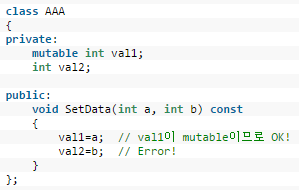 class AAA
{
private:
    mutable int val1;
    int val2;

public:
    void SetData(int a, int b) const
    {
        val1=a;  // val1이 mutable이므로 OK!
        val2=b;  // Error!
    }
};